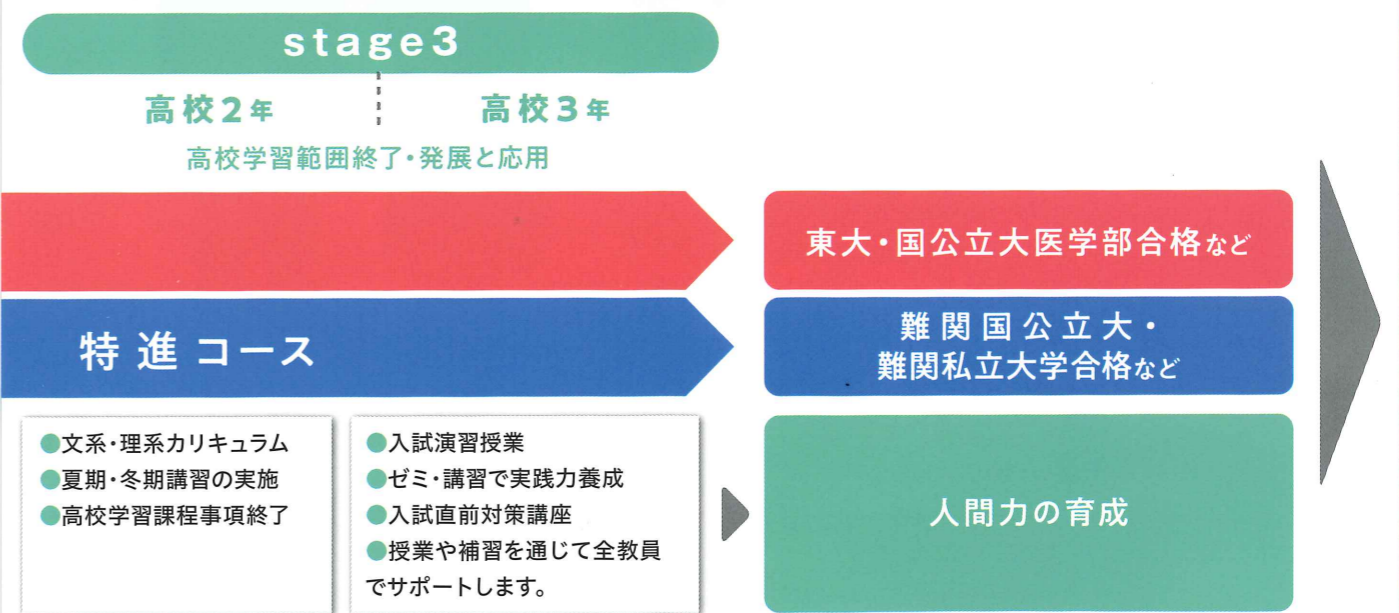 stage3
高校2年
高校3年
高校学習範囲終了・発展と応用
東大・国公立大医学部合格など
特進コース
難関国公立大・
難関私立大学合格など
●文系・理系カリキュラム
●夏期・冬期講習の実施
●高校学習課程事項終了
●入試演習授業
●ゼミ・講習で実践力養成
●入試直前対策講座
●授業や補習を通じて全教員
でサポートします。
人間力の育成